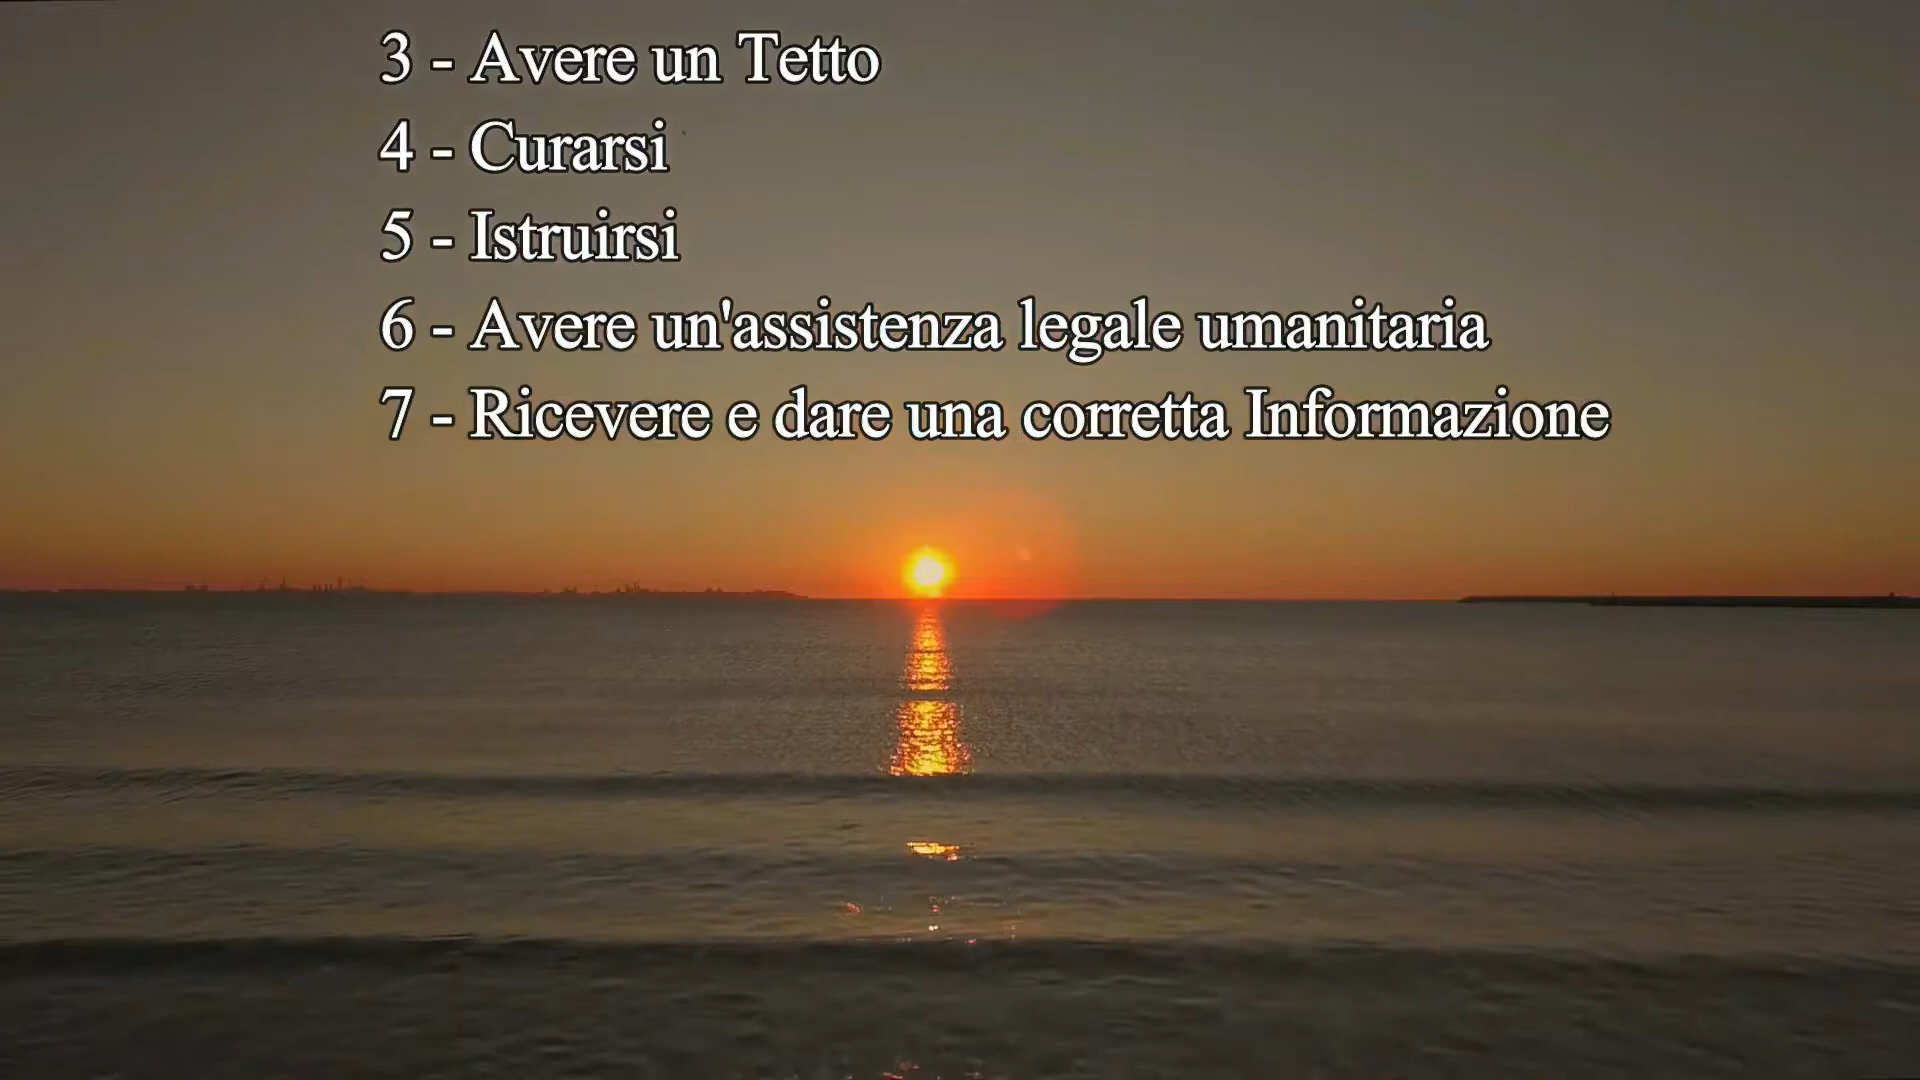 3 - Avere un Tetto
4 - Curarsi
5 - Istruirsi
6 - Avere un'assistenza legale umanitaria
7 - Ricevere e dare una corretta Informazione